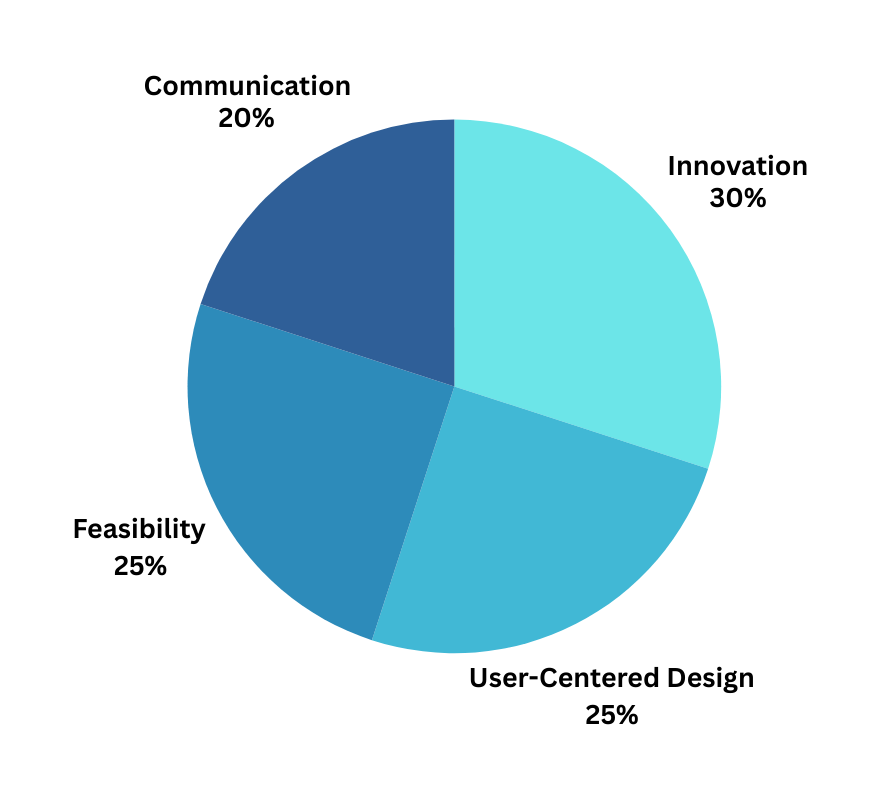 Communication
20%
Innovation
30%
Feasibility
25%
User-Centered Design
25%